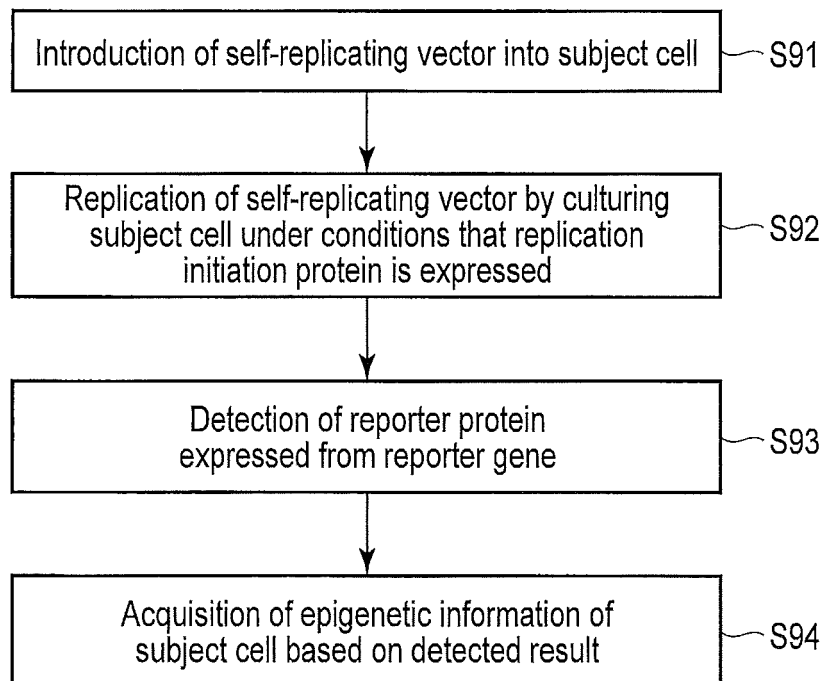 Introduction of self-replicating vector into subject cell
S91
Replication of self-replicating vector by culturing
subject cell under conditions that replication
initiation protein is expressed
S92
Detection of reporter protein
expressed from reporter gene
S93
Acquisition of epigenetic information of
subject cell based on detected result
S94